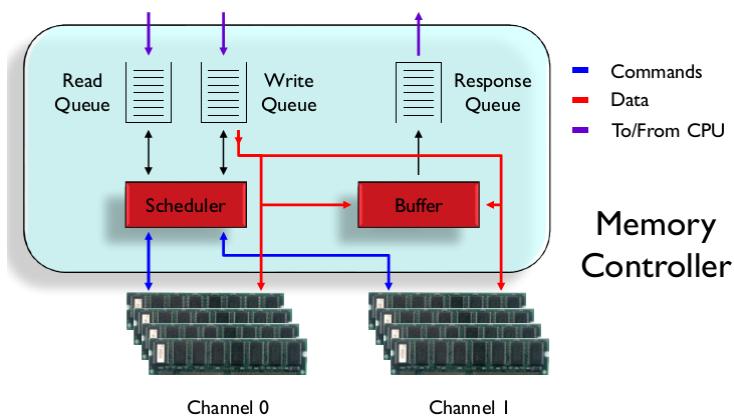 Read
Queue
Write
Queue
Response
Queue
Commands
Data
To/From CPU
Scheduler
Buffer
Memory
Controller
Channel 0
Channel 1